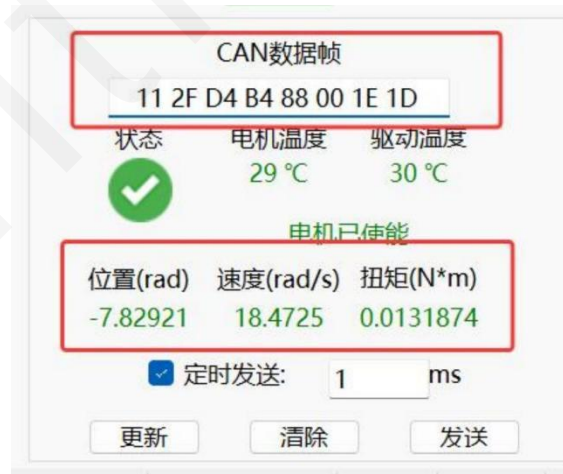 CAN数据帧
11 2F D4 B4 88 00 1E 1D
状态 电机温度 驱动温度
29 ℃ 30 ℃
电机已使能
位置(rad) 速度(rad/s) 扭矩(N*m)
-7.82921 18.4725 0.0131874
定时发送: 1 ms
更新 清除 发送